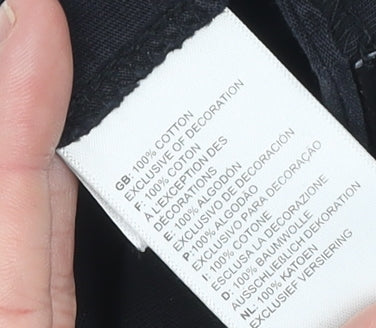 GB: 100% COTTON
EXCLUSIVE OF DECORATION
F: 100% COTON
À L'EXCEPTION DES
DÉCORATIONS
E: 100% ALGODÓN
EXCLUSIVO DE DECORACIÓN
P: 100% ALGODÃO
EXCLUSIVO PARA DECORAÇÃO
I: 100% COTONE
ESCLUSA LA DECORAZIONE
D: 100% BAUMWOLLE
AUSSCHLIEßLICH DEKORATION
NL: 100% KATOEN
EXCLUSIEF VERSIERING